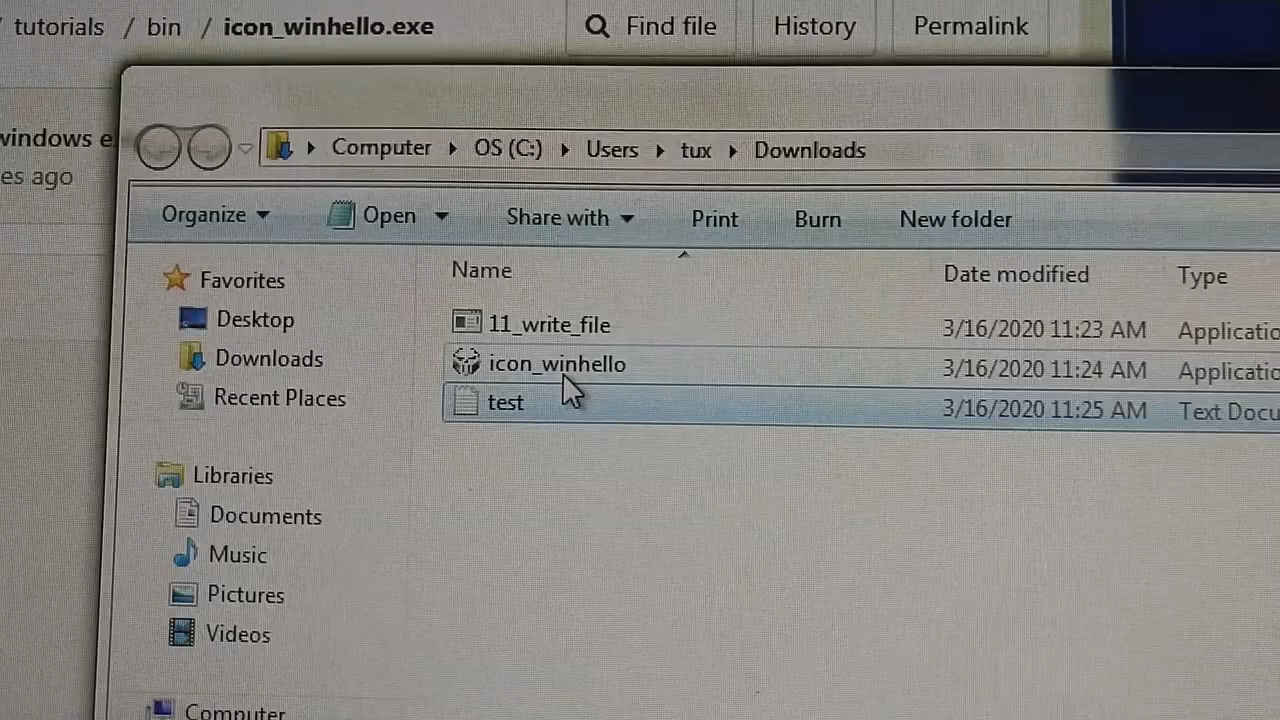 / tutorials / bin / icon_winhello.exe Find file History Permalink
windows e
es ago
Computer OS (C:) Users tux Downloads
Organize Open Share with Print Burn New folder
Name Date modified Type
Favorites
Desktop
Downloads
Recent Places
11_write_file 3/16/2020 11:23 AM Applicatio
icon_winhello 3/16/2020 11:24 AM Applicatio
test 3/16/2020 11:25 AM Text Docu
Libraries
Documents
Music
Pictures
Videos
Computer